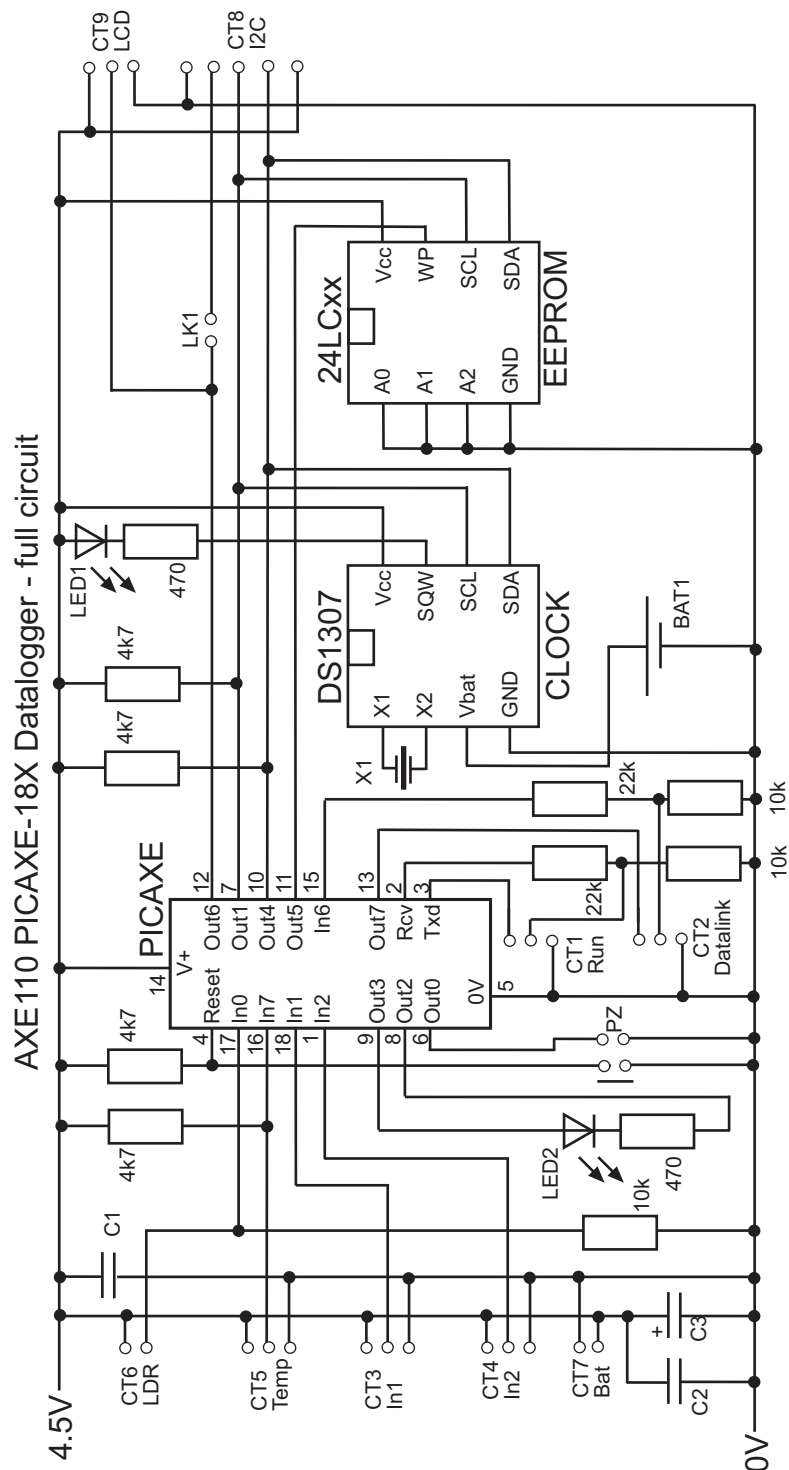 AXE110 PICAXE-18X Datalogger - full circuit
4.5V
0V
CT6
LDR
CT5
Temp
CT3
In1
CT4
In2
CT7
Bat
C1
C2
+
C3
4k7
4k7
10k
LED2
470
PZ
PICAXE
14
V+
4
Reset
17
In0
16
In7
18
In1
1
In2
9
Out3
8
Out2
6
Out0
0V
5
12
Out6
7
Out1
10
Out4
11
Out5
15
In6
13
Out7
2
Rcv
3
Txd
CT1
Run
CT2
Datalink
22k
22k
10k
10k
4k7
4k7
LED1
470
X1
DS1307
X1
X2
Vbat
GND
Vcc
SQW
SCL
SDA
CLOCK
BAT1
24LCxx
A0
A1
A2
GND
Vcc
WP
SCL
SDA
EEPROM
LK1
CT9
LCD
CT8
I2C